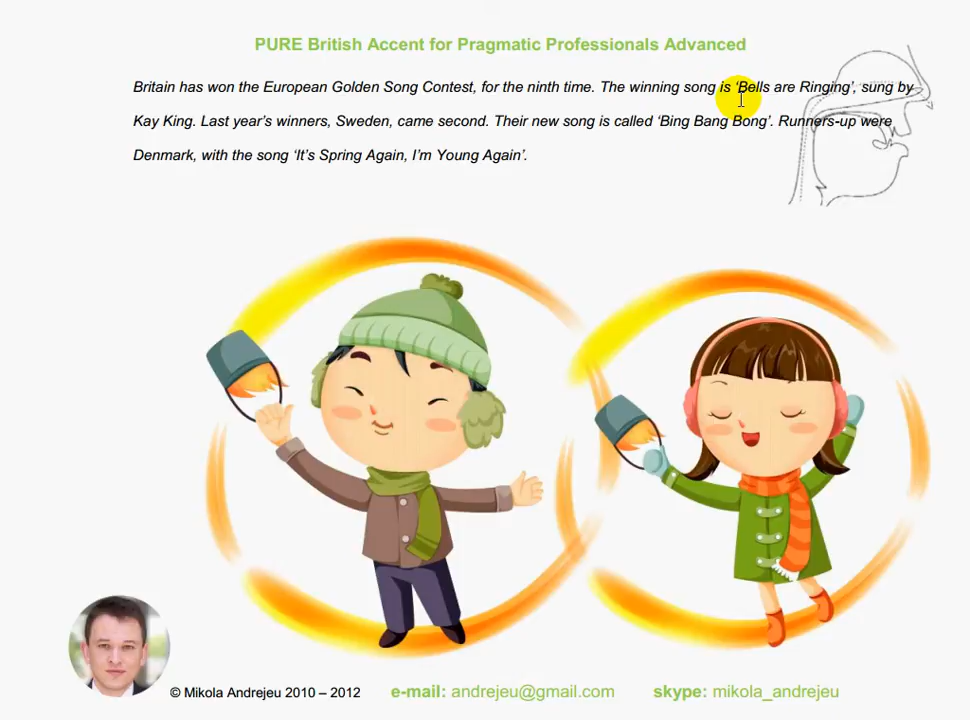 PURE British Accent for Pragmatic Professionals Advanced
Britain has won the European Golden Song Contest, for the ninth time. The winning song is ‘Bells are Ringing’, sung by
Kay King. Last year’s winners, Sweden, came second. Their new song is called ‘Bing Bang Bong’. Runners-up were
Denmark, with the song ‘It’s Spring Again, I’m Young Again’.
© Mikola Andrejeu 2010 – 2012 e-mail: andrejeu@gmail.com skype: mikola_andrejeu